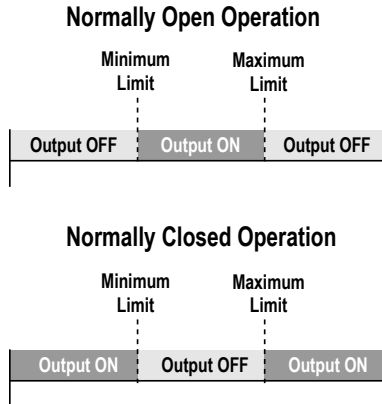 Normally Open Operation
Minimum Maximum
Limit Limit
Output OFF Output ON Output OFF
Normally Closed Operation
Minimum Maximum
Limit Limit
Output ON Output OFF Output ON